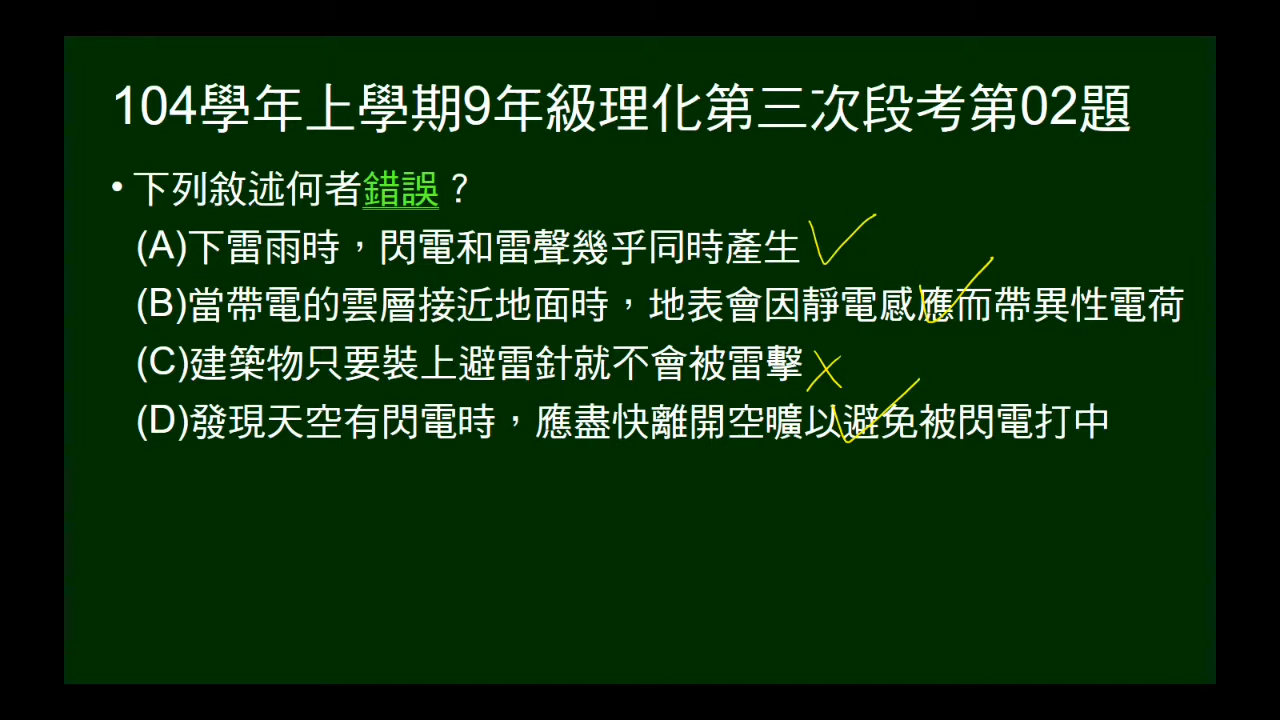 104學年上學期9年級理化第三次段考第02題
•下列敘述何者錯誤？
(A)下雷雨時，閃電和雷聲幾乎同時產生
(B)當帶電的雲層接近地面時，地表會因靜電感應而帶異性電荷
(C)建築物只要裝上避雷針就不會被雷擊
(D)發現天空有閃電時，應盡快離開空曠以避免被閃電打中